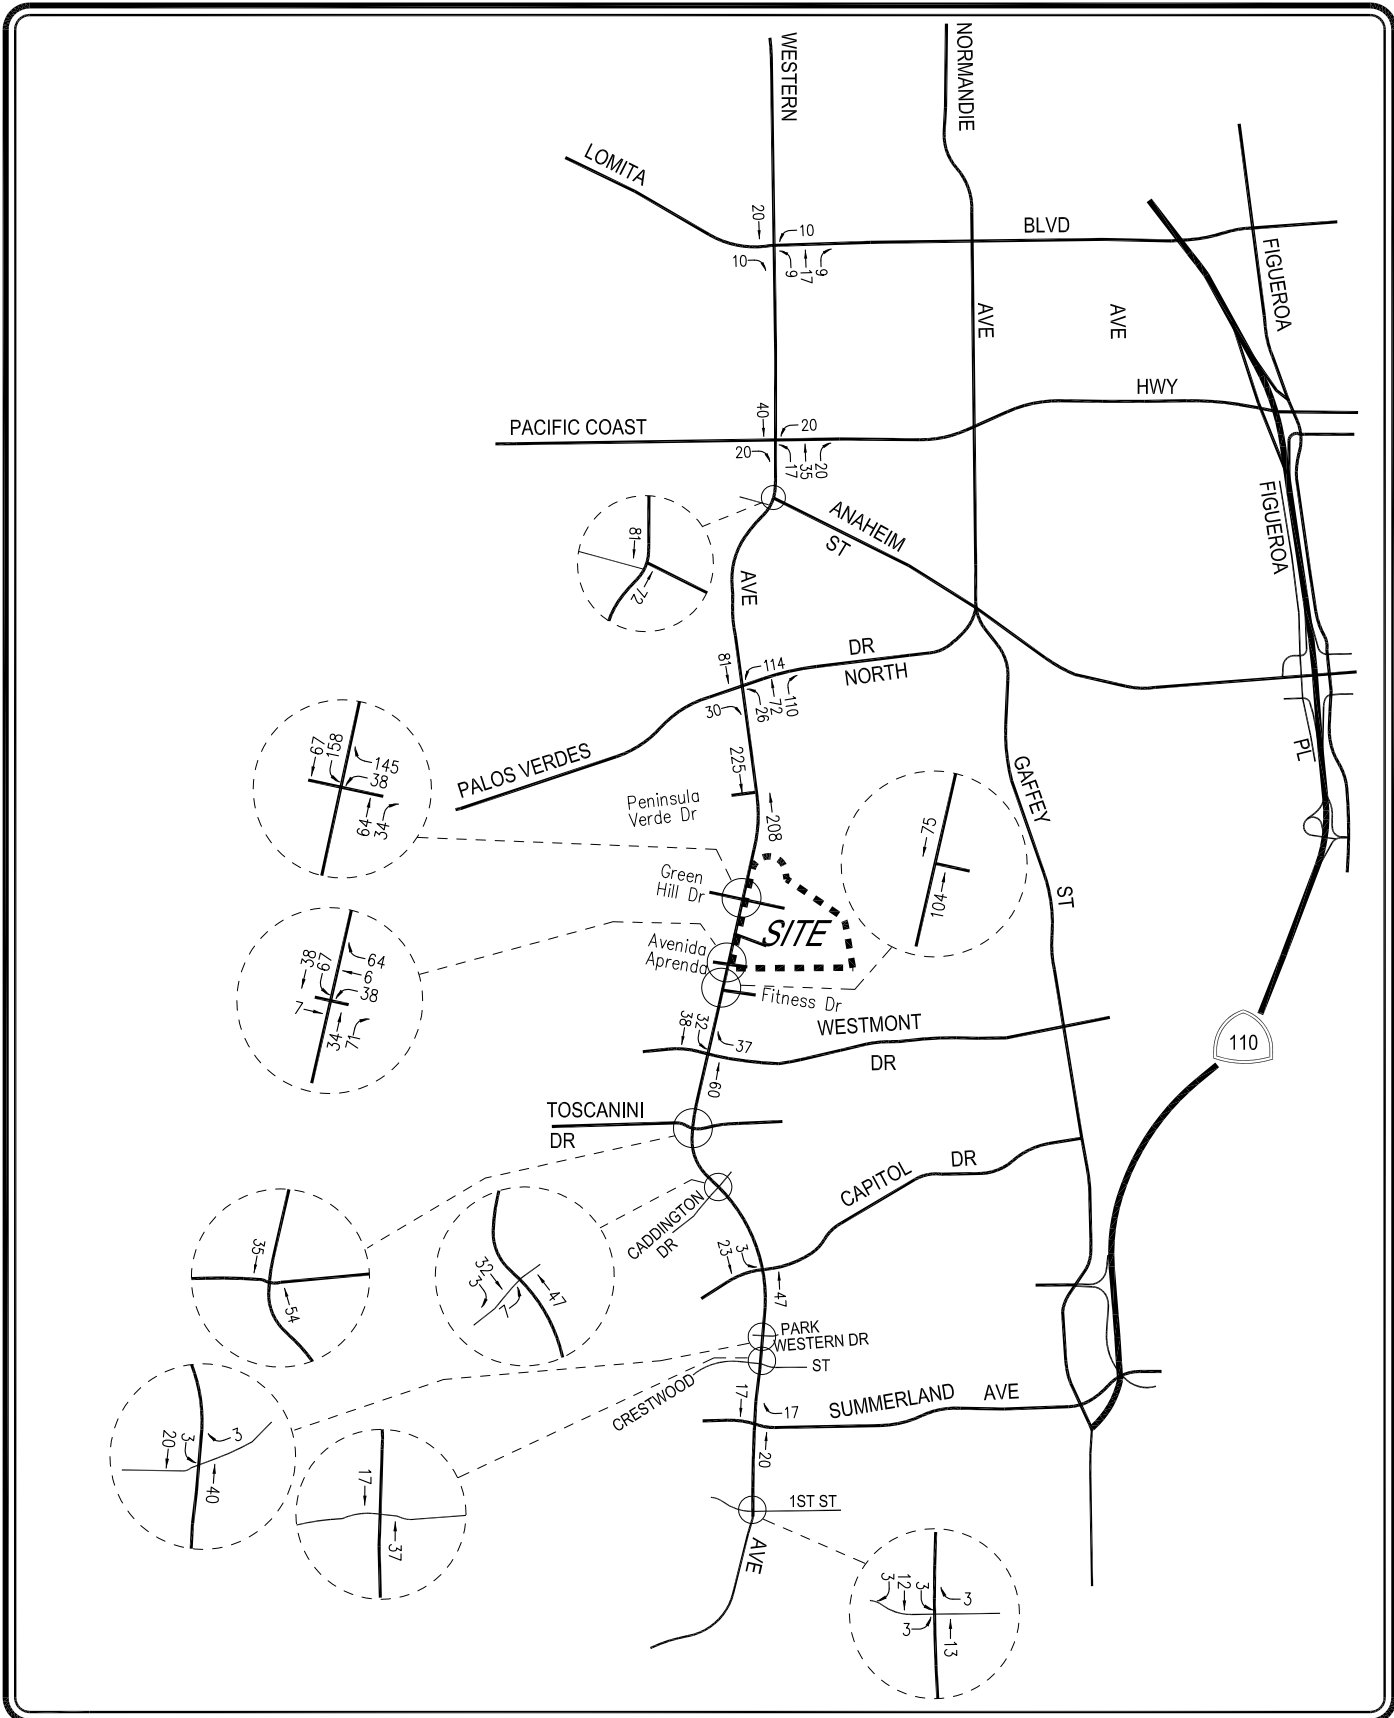 WESTERN
NORMANDIE
LOMITA
BLVD
FIGUEROA
20
10
10
9
17
9
AVE
AVE
HWY
PACIFIC COAST
40
20
20
17
35
20
FIGUEROA
ANAHEIM
ST
81
72
AVE
DR
NORTH
81
114
30
26
72
110
PALOS VERDES
225
Peninsula
Verde Dr
208
GAFFEY
PL
67
158
145
38
64
34
75
104
Green
Hill Dr
ST
SITE
Avenida
Aprenda
38
67
64
6
38
7
34
71
Fitness Dr
WESTMONT
DR
38
32
37
60
110
TOSCANINI
DR
CAPITOL
DR
CADDINGTON
DR
35
54
32
3
7
47
23
3
47
PARK
WESTERN DR
ST
CRESTWOOD
SUMMERLAND
AVE
17
17
20
20
3
3
40
17
37
1ST ST
AVE
3
12
3
3
3
13